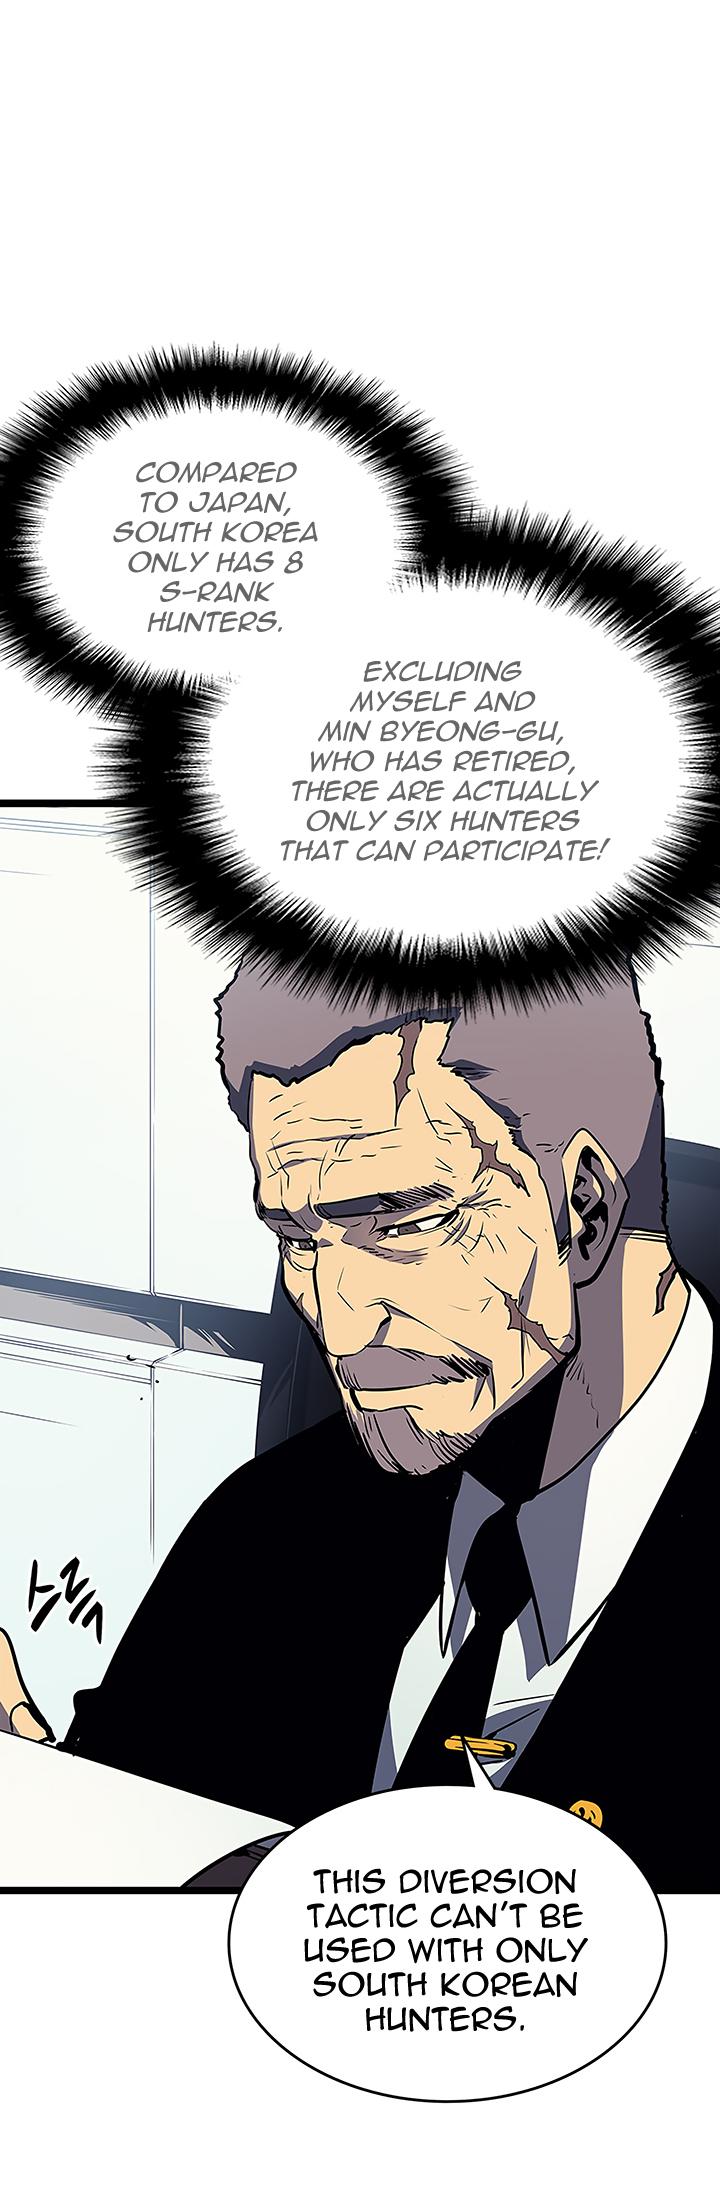 COMPARED
TO JAPAN,
SOUTH KOREA
ONLY HAS 8
S-RANK
HUNTERS.
EXCLUDING
MYSELF AND
MIN BYEONG-GU,
WHO HAS RETIRED,
THERE ARE ACTUALLY
ONLY SIX HUNTERS
THAT CAN PARTICIPATE!
스륵
THIS DIVERSION
TACTIC CAN'T BE
USED WITH ONLY
SOUTH KOREAN
HUNTERS.